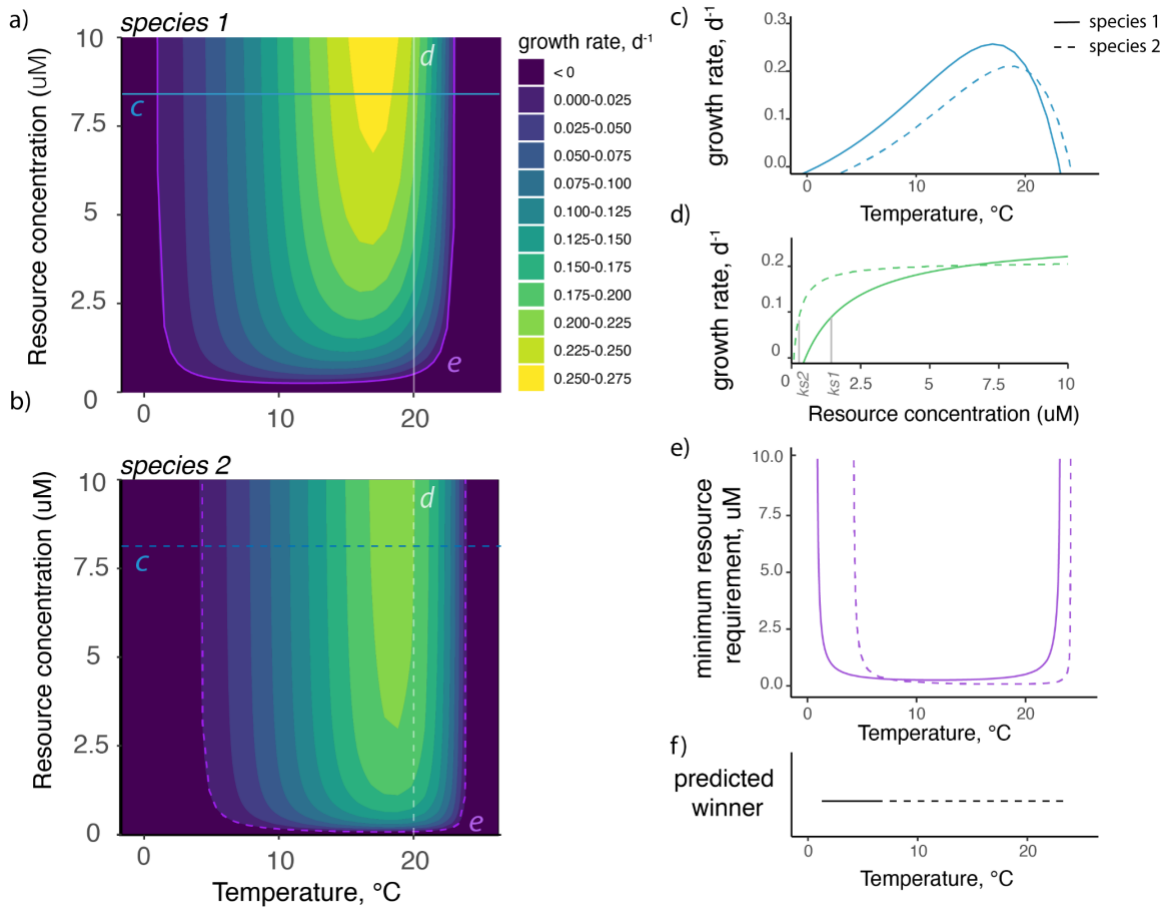 a)
species 1
10
7.5
5
2.5
0
Resource concentration (uM)
c
d
e
0
10
20
growth rate, d-1
< 0
0.000-0.025
0.025-0.050
0.050-0.075
0.075-0.100
0.100-0.125
0.125-0.150
0.150-0.175
0.175-0.200
0.200-0.225
0.225-0.250
0.250-0.275
b)
species 2
10
7.5
5
2.5
0
Resource concentration (uM)
c
d
e
0
10
20
Temperature, °C
c)
growth rate, d-1
0.3
0.2
0.1
0.0
0
10
20
Temperature, °C
species 1
species 2
d)
growth rate, d-1
0.2
0.1
0
0
ks2
ks1
2.5
5
7.5
10
Resource concentration (uM)
e)
minimum resource
requirement, uM
10.0
7.5
5.0
2.5
0.0
0
10
20
Temperature, °C
f)
predicted
winner
0
10
20
Temperature, °C